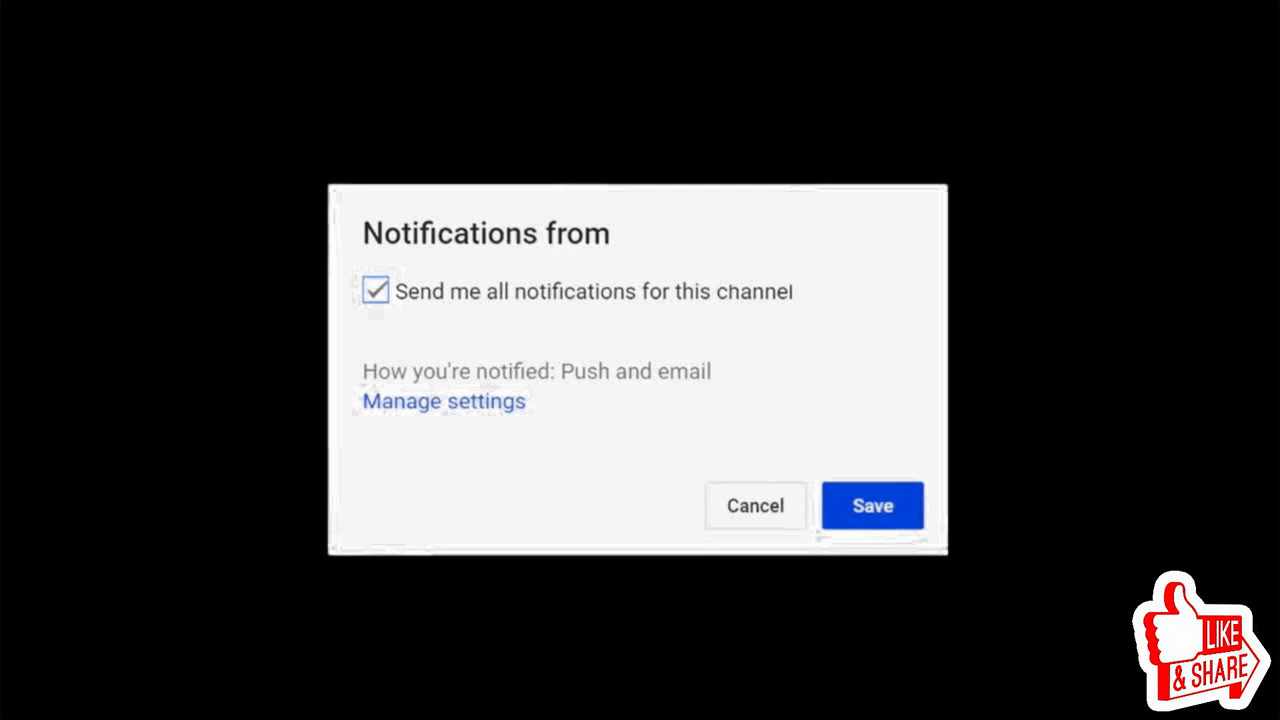 Notifications from
Send me all notifications for this channel
How you're notified: Push and email
Manage settings
Cancel
Save
LIKE
& SHARE